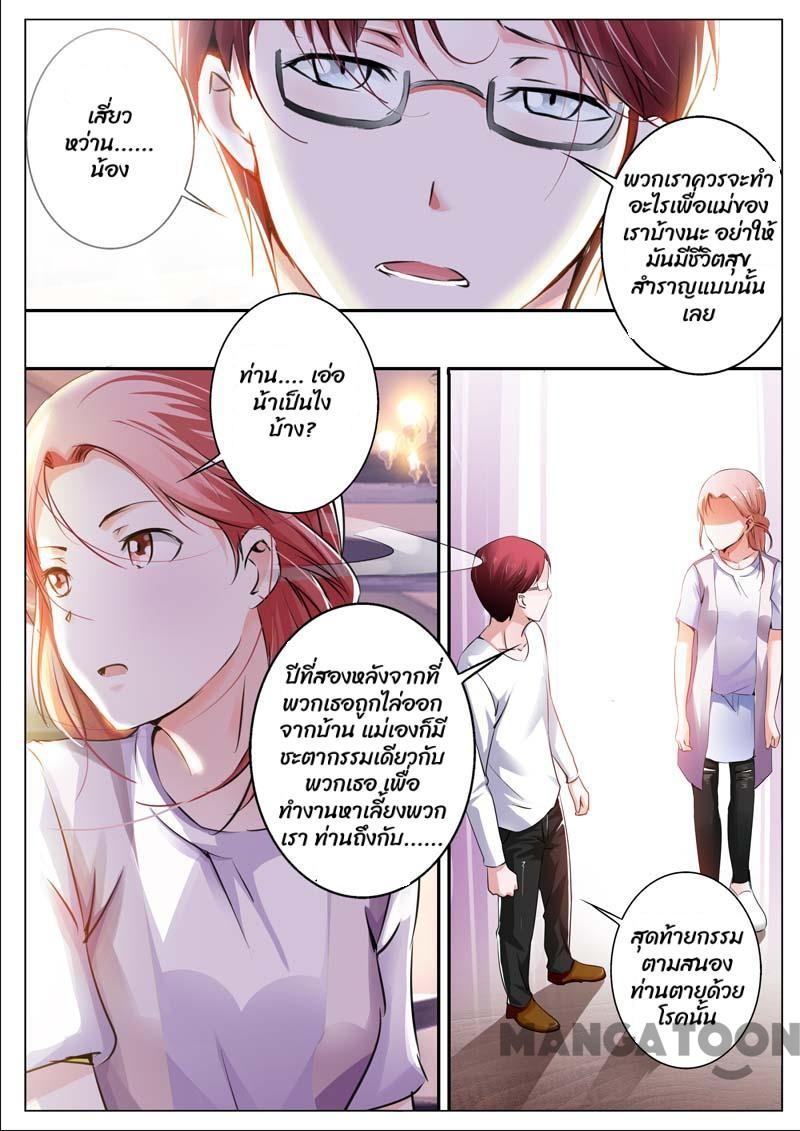 เสี่ยว
หว่าน......
น้อง
พวกเราควรจะทำ
อะไรเพื่อแม่ของ
เราบ้างนะ อย่าให้
มันมีชีวิตสุข
สำราญแบบนั้น
เลย
ท่าน.... เอ่อ
น้าเป็นไง
บ้าง?
ปีที่สองหลังจากที่
พวกเธอถูกไล่ออก
จากบ้าน แม่เองก็มี
ชะตากรรมเดียวกับ
พวกเธอ เพื่อ
ทำงานหาเลี้ยงพวก
เรา ท่านถึงกับ......
สุดท้ายกรรม
ตามสนอง
ท่านตายด้วย
โรคนั้น
MANGATOON